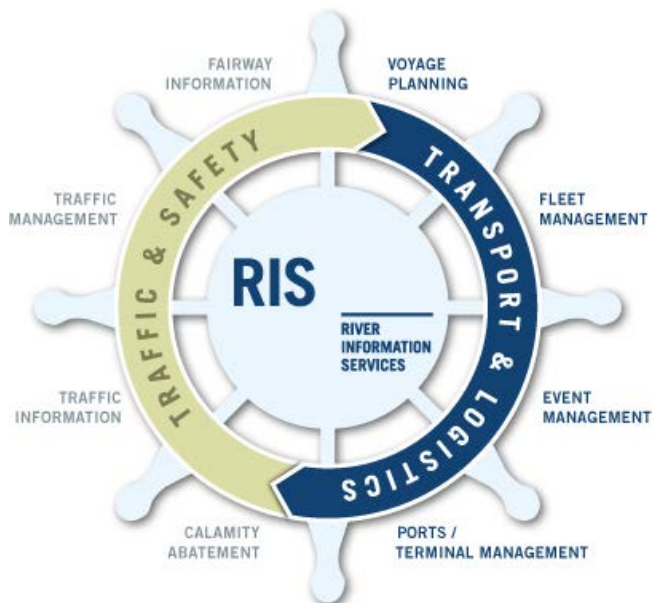 FAIRWAY
INFORMATION
VOYAGE
PLANNING
TRAFFIC & SAFETY
TRANSPORT & LOGISTICS
TRAFFIC
MANAGEMENT
FLEET
MANAGEMENT
RIS
RIVER
INFORMATION
SERVICES
TRAFFIC
INFORMATION
EVENT
MANAGEMENT
CALAMITY
ABATEMENT
PORTS /
TERMINAL MANAGEMENT